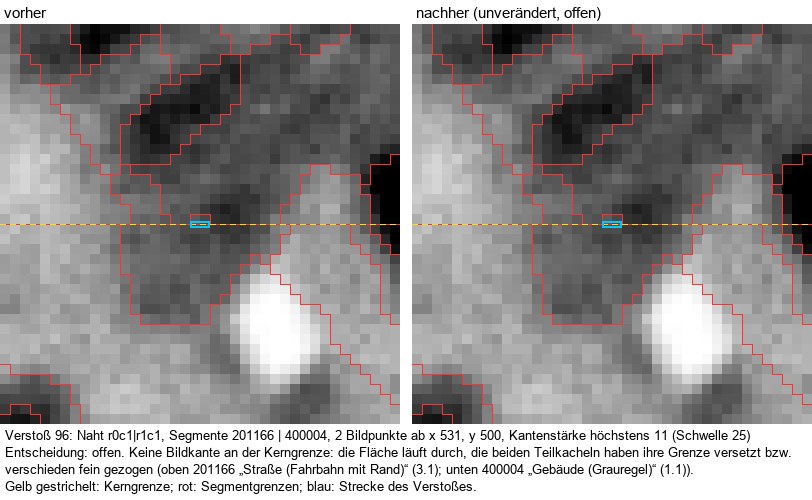 vorher
nachher (unverändert, offen)
Verstoß 96: Naht r0c1|r1c1, Segmente 201166 | 400004, 2 Bildpunkte ab x 531, y 500, Kantenstärke höchstens 11 (Schwelle 25)
Entscheidung: offen. Keine Bildkante an der Kerngrenze: die Fläche läuft durch, die beiden Teilkacheln haben ihre Grenze versetzt bzw.
verschieden fein gezogen (oben 201166 „Straße (Fahrbahn mit Rand)“ (3.1); unten 400004 „Gebäude (Grauregel)“ (1.1)).
Gelb gestrichelt: Kerngrenze; rot: Segmentgrenzen; blau: Strecke des Verstoßes.